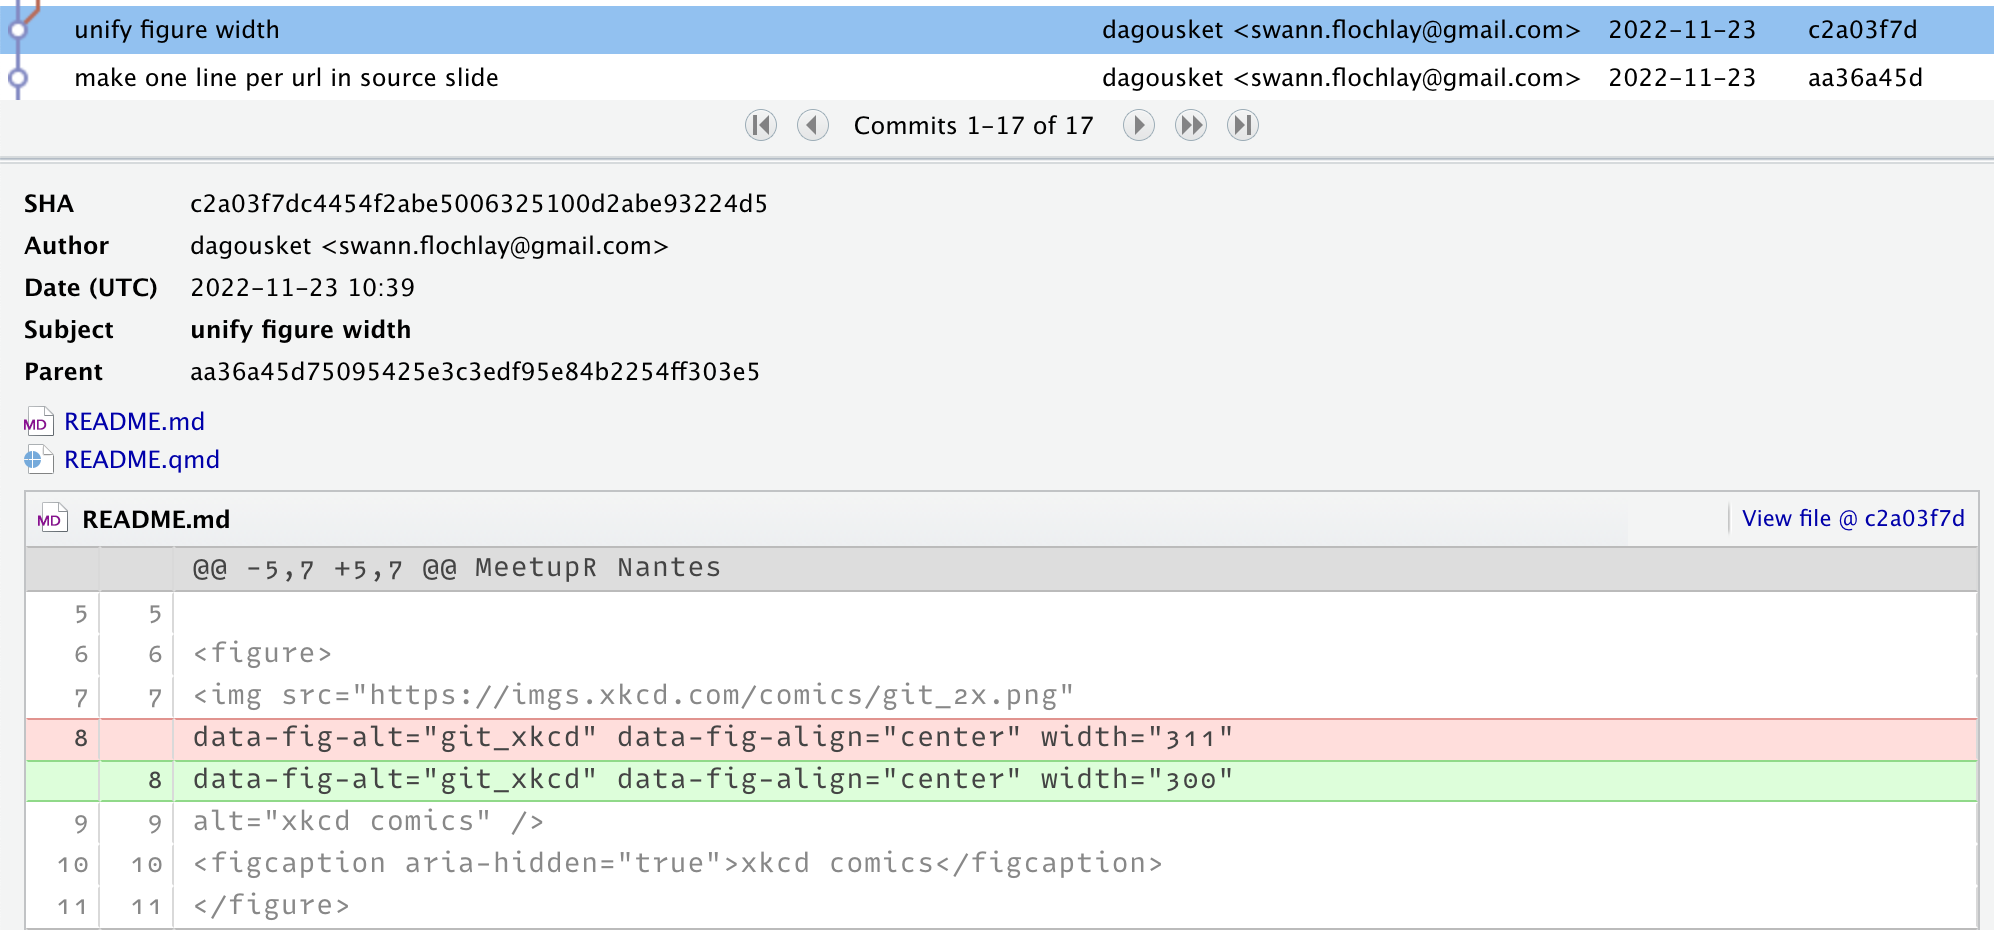 unify figure width dagousket <swann.flochlay@gmail.com> 2022-11-23 c2a03f7d
make one line per url in source slide dagousket <swann.flochlay@gmail.com> 2022-11-23 aa36a45d
Commits 1-17 of 17
SHA c2a03f7dc4454f2abe5006325100d2abe93224d5
Author dagousket <swann.flochlay@gmail.com>
Date (UTC) 2022-11-23 10:39
Subject unify figure width
Parent aa36a45d75095425e3c3edf95e84b2254ff303e5
MD README.md
README.qmd
MD README.md View file @ c2a03f7d
@@ -5,7 +5,7 @@ MeetupR Nantes
5 5
6 6 <figure>
7 7 <img src="https://imgs.xkcd.com/comics/git_2x.png"
8 data-fig-alt="git_xkcd" data-fig-align="center" width="311"
8 data-fig-alt="git_xkcd" data-fig-align="center" width="300"
9 9 alt="xkcd comics" />
10 10 <figcaption aria-hidden="true">xkcd comics</figcaption>
11 11 </figure>